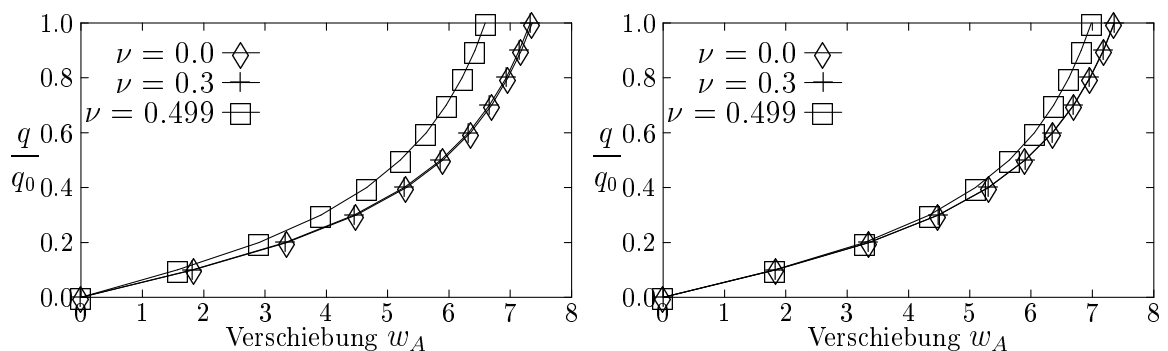 1.0
ν = 0.0
0.8
ν = 0.3
ν = 0.499
0.6
q
q0
0.4
0.2
0.0
0 1 2 3 4 5 6 7 8
Verschiebung wA
1.0
ν = 0.0
0.8
ν = 0.3
ν = 0.499
0.6
q
q0
0.4
0.2
0.0
0 1 2 3 4 5 6 7 8
Verschiebung wA